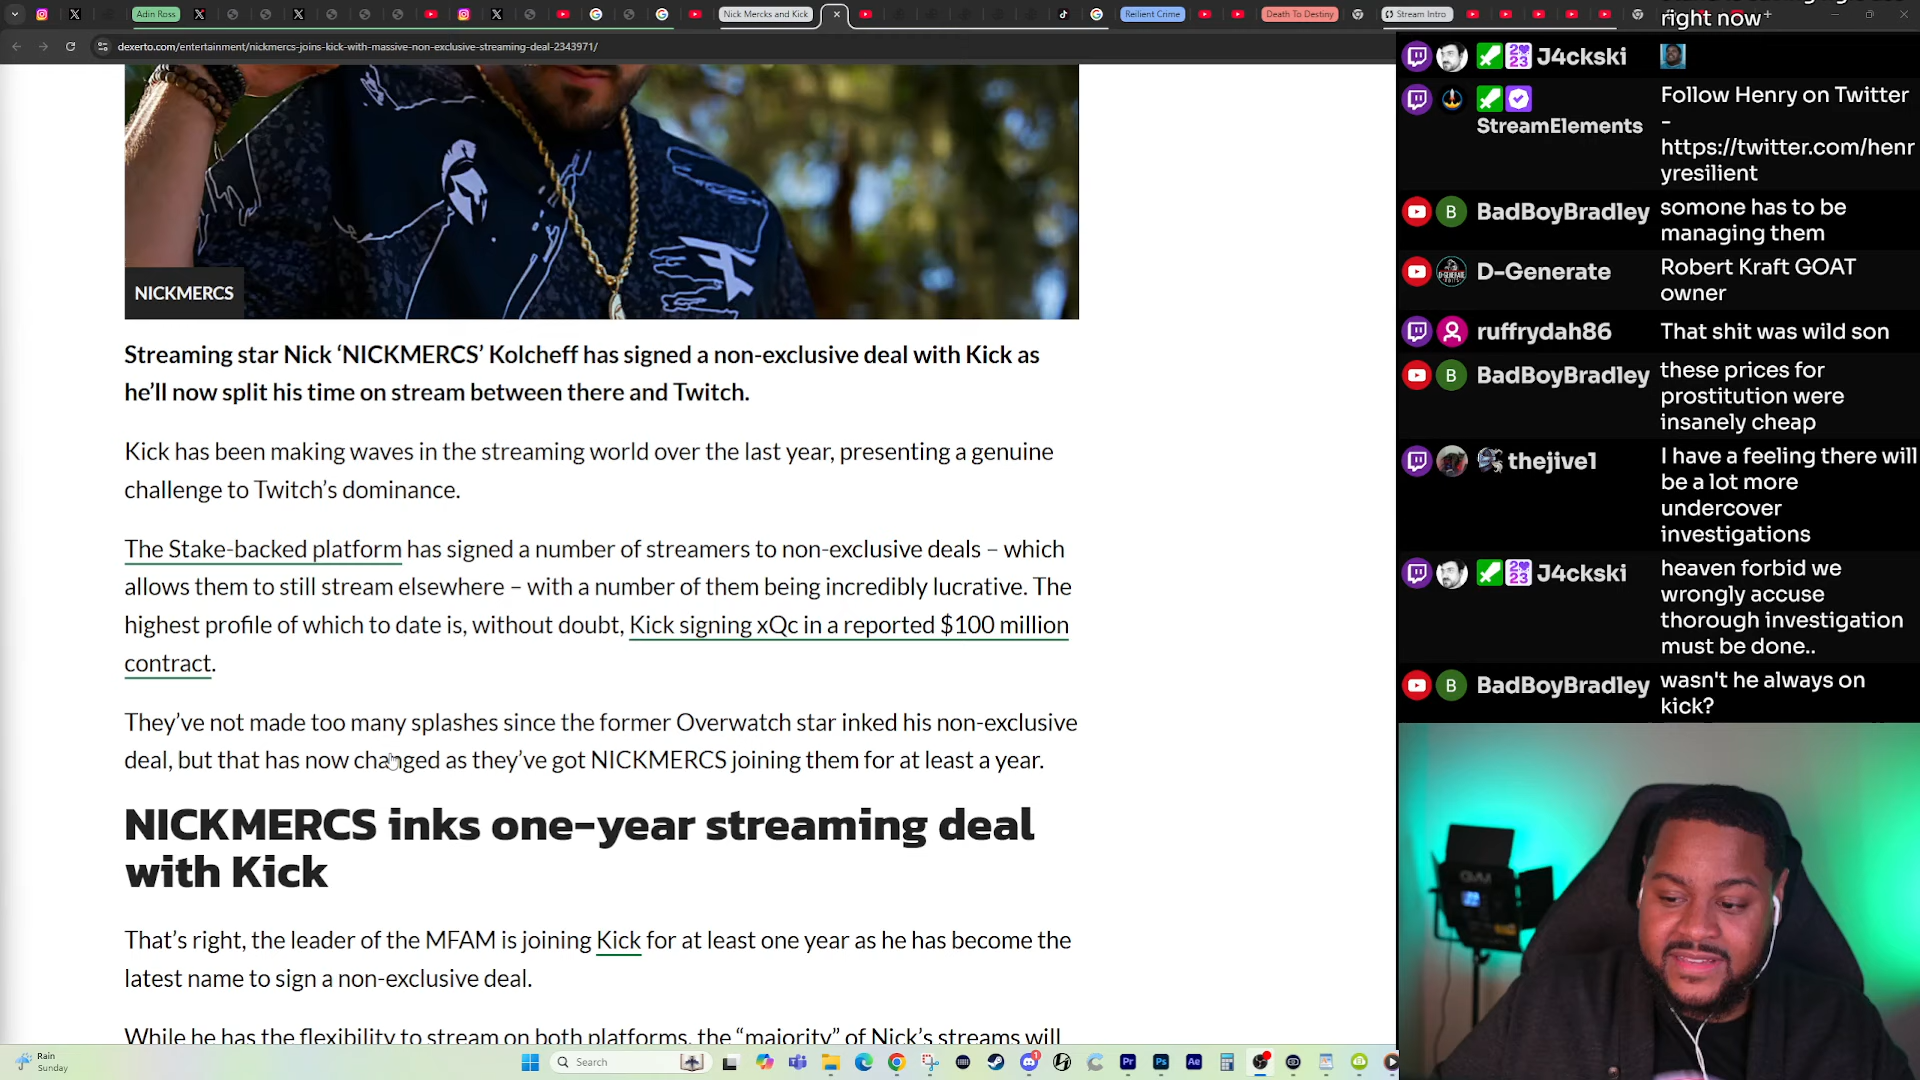 Adin Ross
Nick Mercks and Kick
Reilient Crime
Death To Destiny
Stream Intro
dexerto.com/entertainment/nickmercs-joins-kick-with-massive-non-exclusive-streaming-deal-2343971/
NICKMERCS
Streaming star Nick ‘NICKMERCS’ Kolcheff has signed a non-exclusive deal with Kick as
he’ll now split his time on stream between there and Twitch.
Kick has been making waves in the streaming world over the last year, presenting a genuine
challenge to Twitch’s dominance.
The Stake-backed platform has signed a number of streamers to non-exclusive deals – which
allows them to still stream elsewhere – with a number of them being incredibly lucrative. The
highest profile of which to date is, without doubt, Kick signing xQc in a reported $100 million
contract.
They’ve not made too many splashes since the former Overwatch star inked his non-exclusive
deal, but that has now changed as they’ve got NICKMERCS joining them for at least a year.
NICKMERCS inks one-year streaming deal
with Kick
That’s right, the leader of the MFAM is joining Kick for at least one year as he has become the
latest name to sign a non-exclusive deal.
While he has the flexibility to stream on both platforms, the “majority” of Nick’s streams will
right now
J4ckski
StreamElements
Follow Henry on Twitter
-
https://twitter.com/henr
yresilient
BadBoyBradley
somone has to be
managing them
D-Generate
Robert Kraft GOAT
owner
ruffrydah86
That shit was wild son
BadBoyBradley
these prices for
prostitution were
insanely cheap
thejive1
I have a feeling there will
be a lot more
undercover
investigations
J4ckski
heaven forbid we
wrongly accuse
thorough investigation
must be done..
BadBoyBradley
wasn't he always on
kick?
GVM
Rain
Sunday
Search